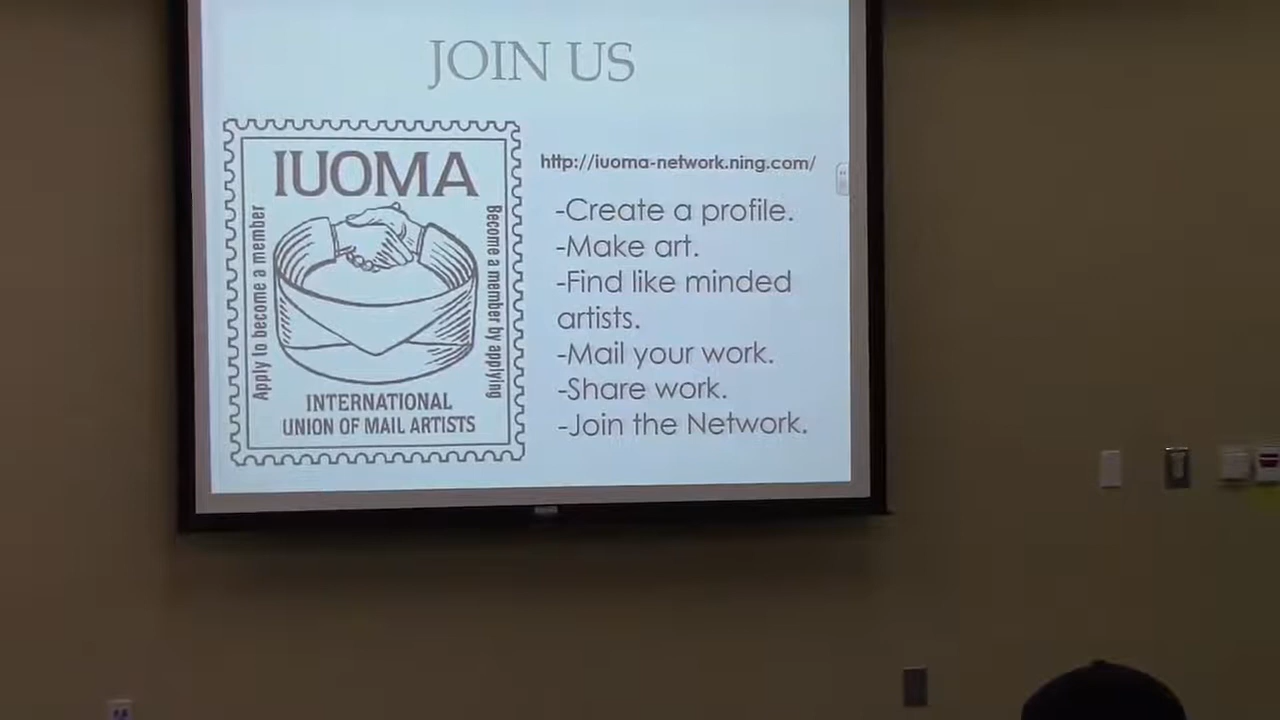 JOIN US
IUOMA
Apply to become a member
Become a member by applying
INTERNATIONAL
UNION OF MAIL ARTISTS
http://iuoma-network.ning.com/
-Create a profile.
-Make art.
-Find like minded
artists.
-Mail your work.
-Share work.
-Join the Network.